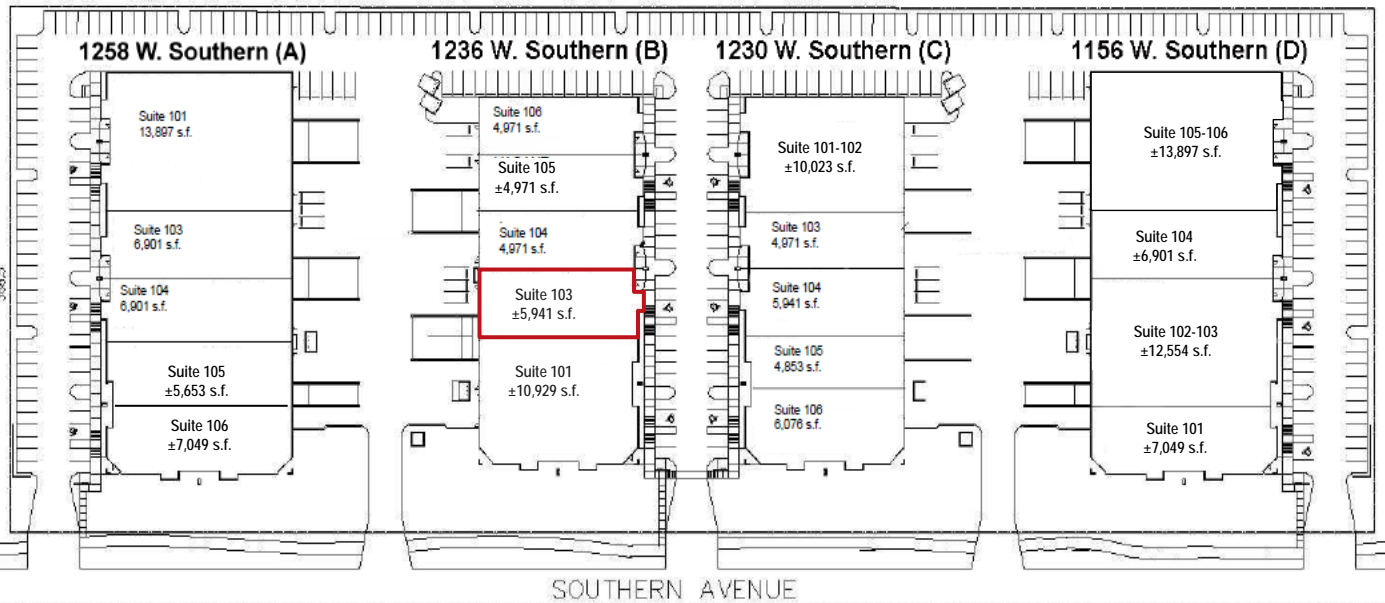 1258 W. Southern (A)
1236 W. Southern (B)
1230 W. Southern (C)
1156 W. Southern (D)
Suite 101
13,897 s.f.
Suite 103
6,901 s.f.
Suite 104
6,901 s.f.
Suite 105
±5,653 s.f.
Suite 106
±7,049 s.f.
Suite 106
4,971 s.f.
Suite 105
±4,971 s.f.
Suite 104
4,971 s.f.
Suite 103
±5,941 s.f.
Suite 101
±10,929 s.f.
Suite 101-102
±10,023 s.f.
Suite 103
4,971 s.f.
Suite 104
5,941 s.f.
Suite 105
4,853 s.f.
Suite 106
6,076 s.f.
Suite 105-106
±13,897 s.f.
Suite 104
±6,901 s.f.
Suite 102-103
±12,554 s.f.
Suite 101
±7,049 s.f.
SOUTHERN AVENUE